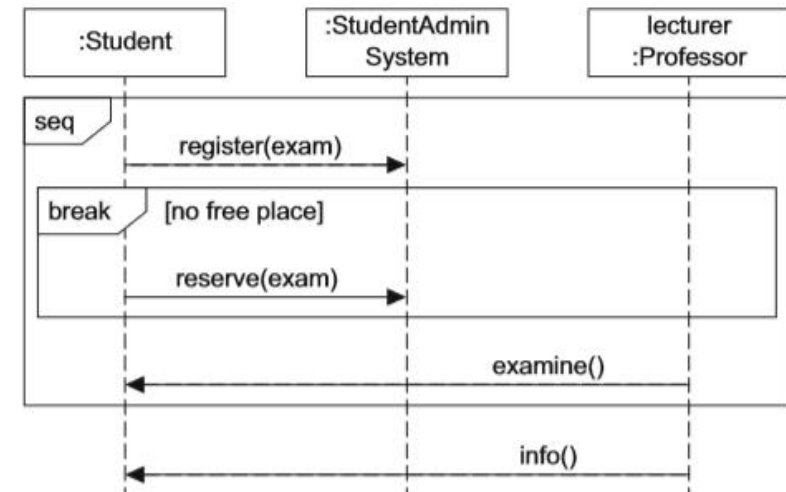 :Student
:StudentAdmin
System
lecturer
:Professor
seq
register(exam)
break
[no free place]
reserve(exam)
examine()
info()